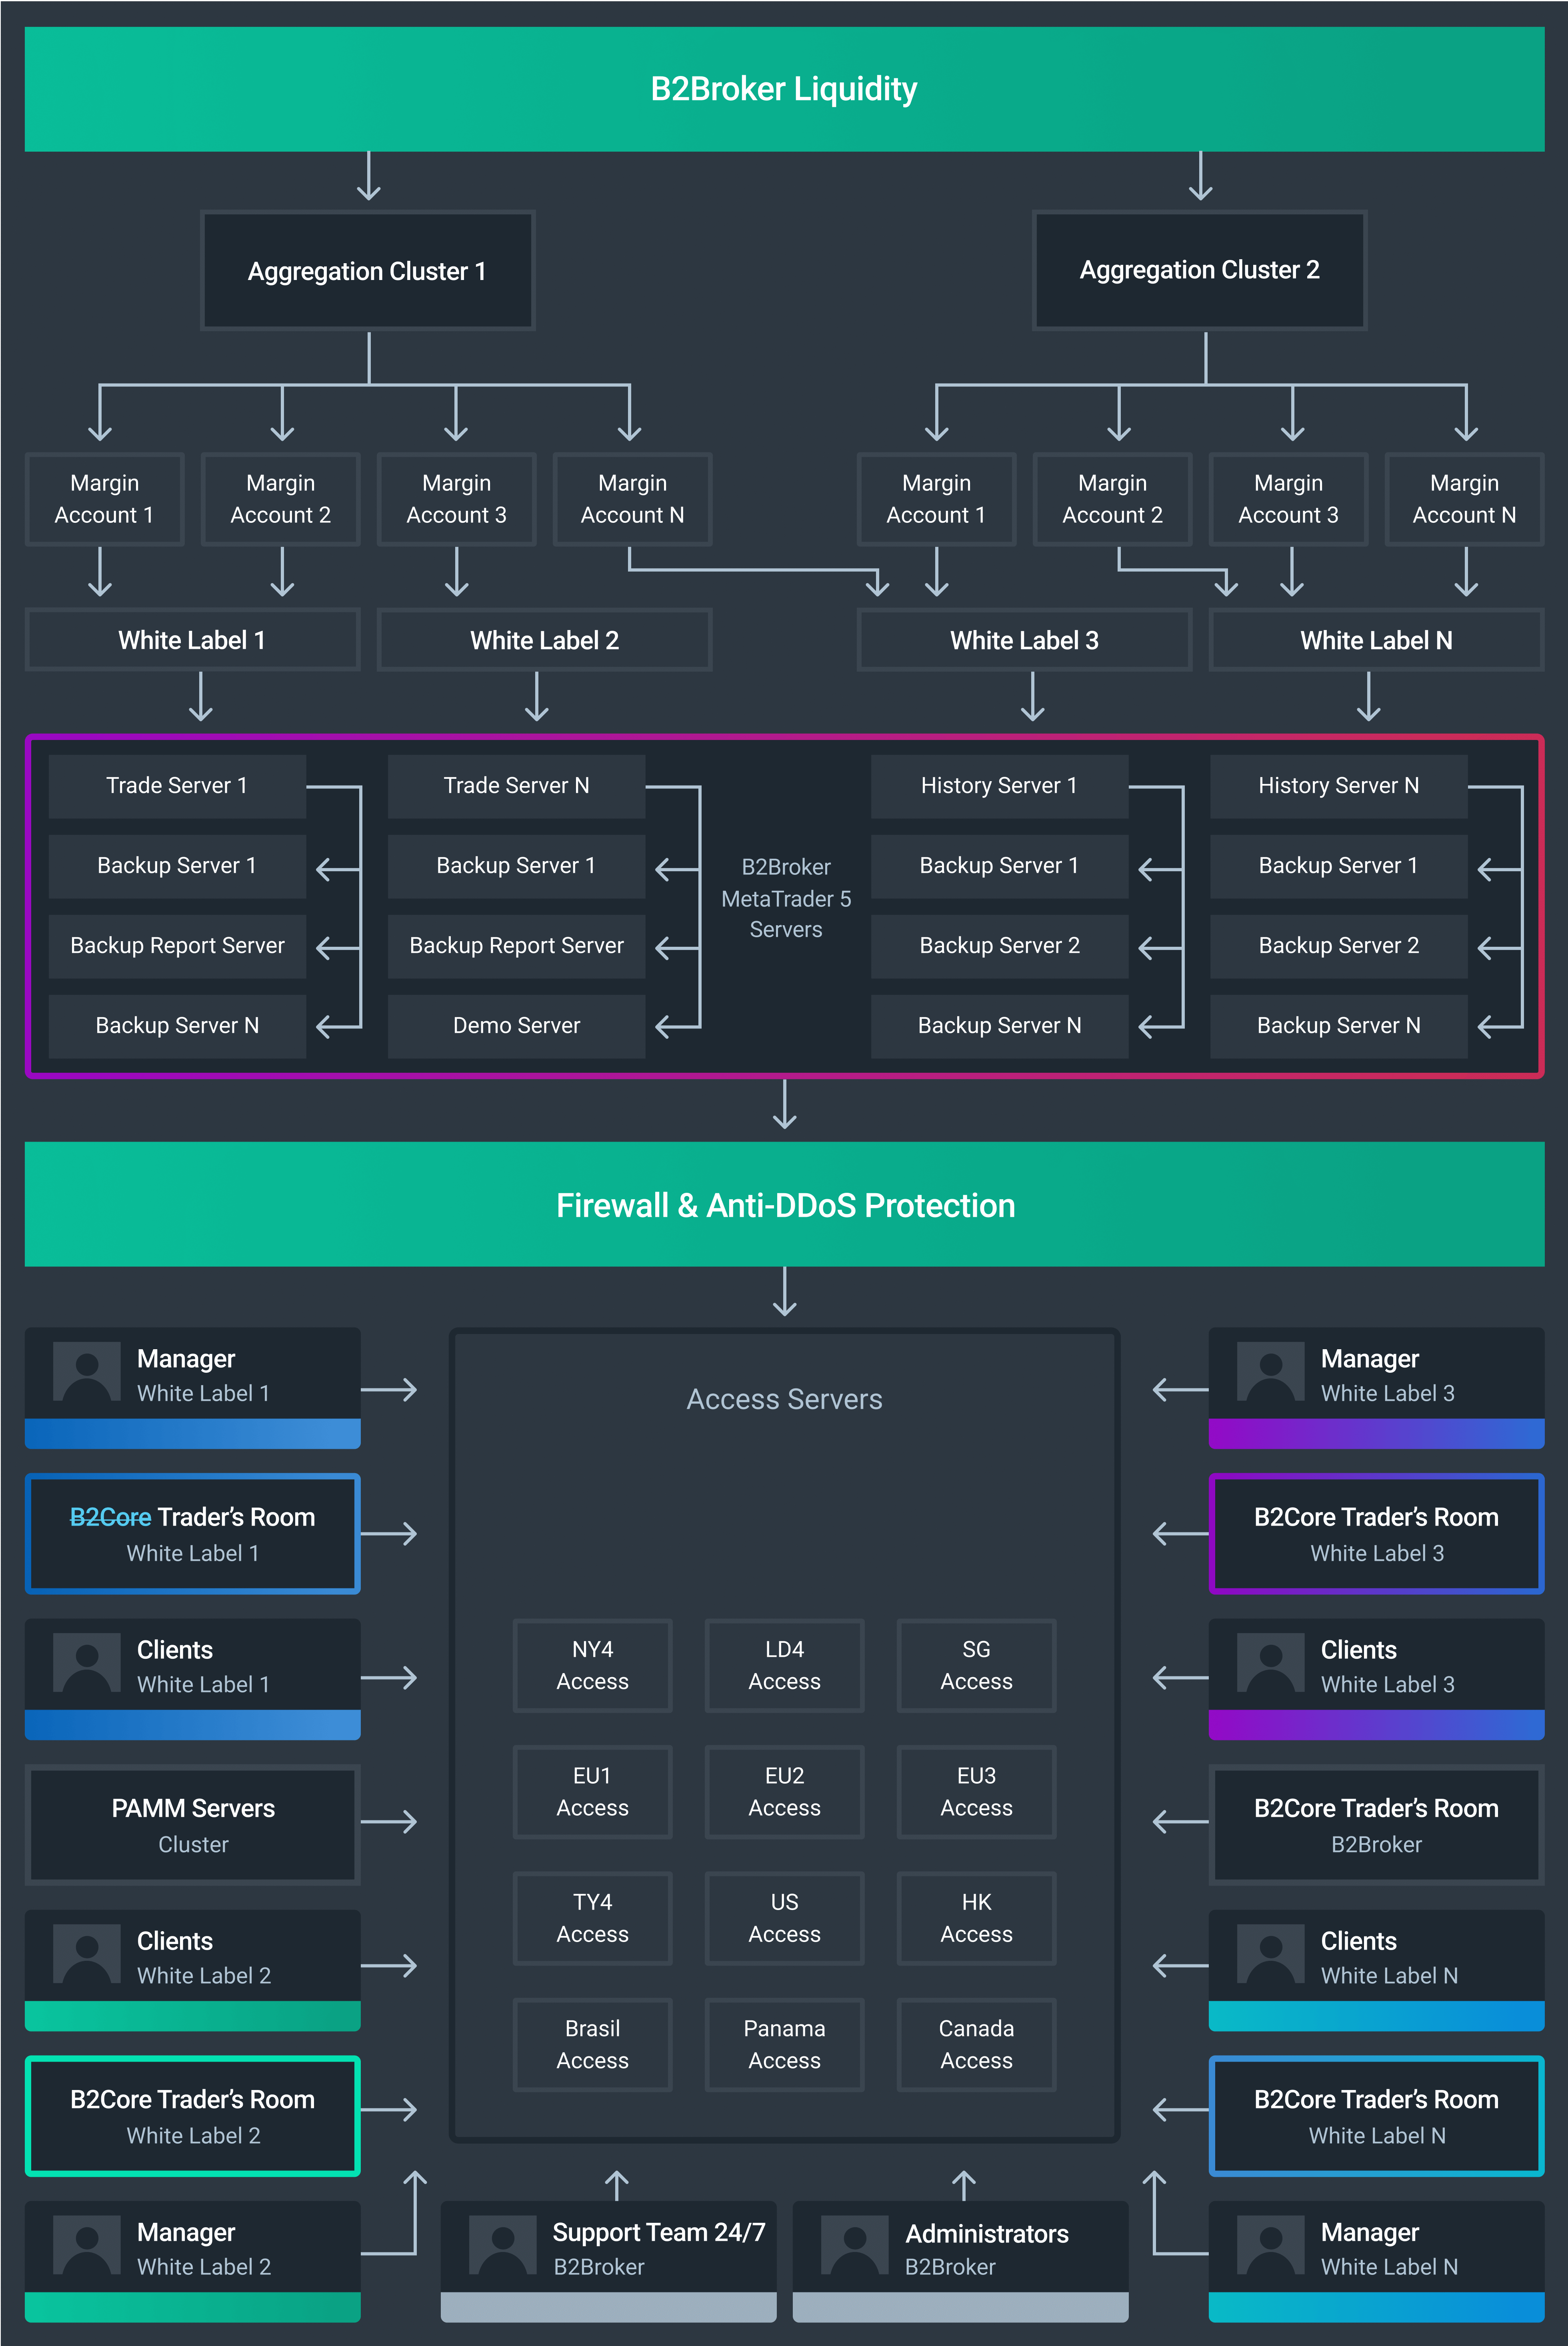 B2Broker Liquidity
Aggregation Cluster 1
Aggregation Cluster 2
Margin
Account 1
Margin
Account 2
Margin
Account 3
Margin
Account N
Margin
Account 1
Margin
Account 2
Margin
Account 3
Margin
Account N
White Label 1
White Label 2
White Label 3
White Label N
Trade Server 1
Backup Server 1
Backup Report Server
Backup Server N
Trade Server N
Backup Server 1
Backup Report Server
Demo Server
B2Broker
MetaTrader 5
Servers
History Server 1
Backup Server 1
Backup Server 2
Backup Server N
History Server N
Backup Server 1
Backup Server 2
Backup Server N
Firewall & Anti-DDoS Protection
Manager
White Label 1
B2Core Trader’s Room
White Label 1
Clients
White Label 1
PAMM Servers
Cluster
Clients
White Label 2
B2Core Trader’s Room
White Label 2
Manager
White Label 2
Access Servers
NY4
Access
LD4
Access
SG
Access
EU1
Access
EU2
Access
EU3
Access
TY4
Access
US
Access
HK
Access
Brasil
Access
Panama
Access
Canada
Access
Support Team 24/7
B2Broker
Administrators
B2Broker
Manager
White Label 3
B2Core Trader’s Room
White Label 3
Clients
White Label 3
B2Core Trader’s Room
B2Broker
Clients
White Label N
B2Core Trader’s Room
White Label N
Manager
White Label N